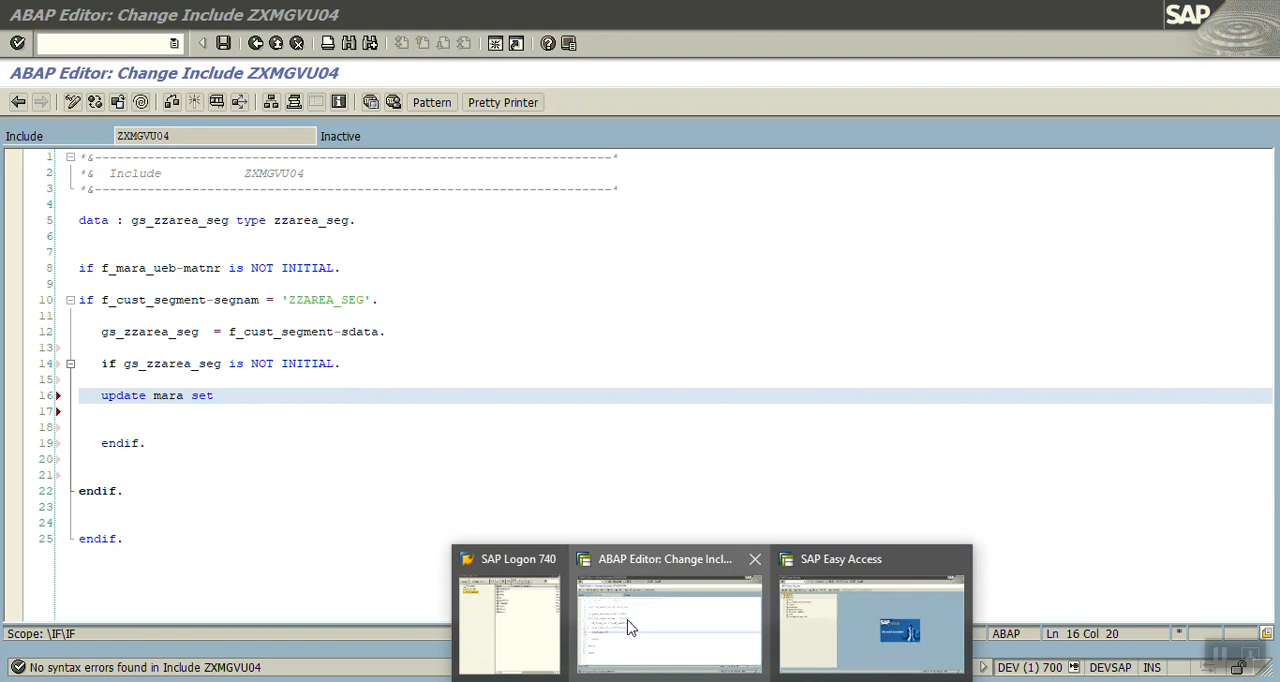 ABAP Editor: Change Include ZXMGVU04
SAP
ABAP Editor: Change Include ZXMGVU04
Pattern Pretty Printer
Include ZXMGVU04 Inactive
1 *&---------------------------------------------------------------------*
2 *& Include ZXMGVU04
3 *&---------------------------------------------------------------------*
4
5 data : gs_zzarea_seg type zzarea_seg.
6
7
8 if f_mara_ueb-matnr is NOT INITIAL.
9
10 if f_cust_segment-segnam = 'ZZAREA_SEG'.
11
12 gs_zzarea_seg = f_cust_segment-sdata.
13
14 if gs_zzarea_seg is NOT INITIAL.
15
16 update mara set
17
18
19 endif.
20
21
22 endif.
23
24
25 endif.
SAP Logon 740 ABAP Editor: Change Incl... SAP Easy Access
Scope: \IF\IF ABAP Ln 16 Col 20
No syntax errors found in Include ZXMGVU04 DEV (1) 700 DEVSAP INS